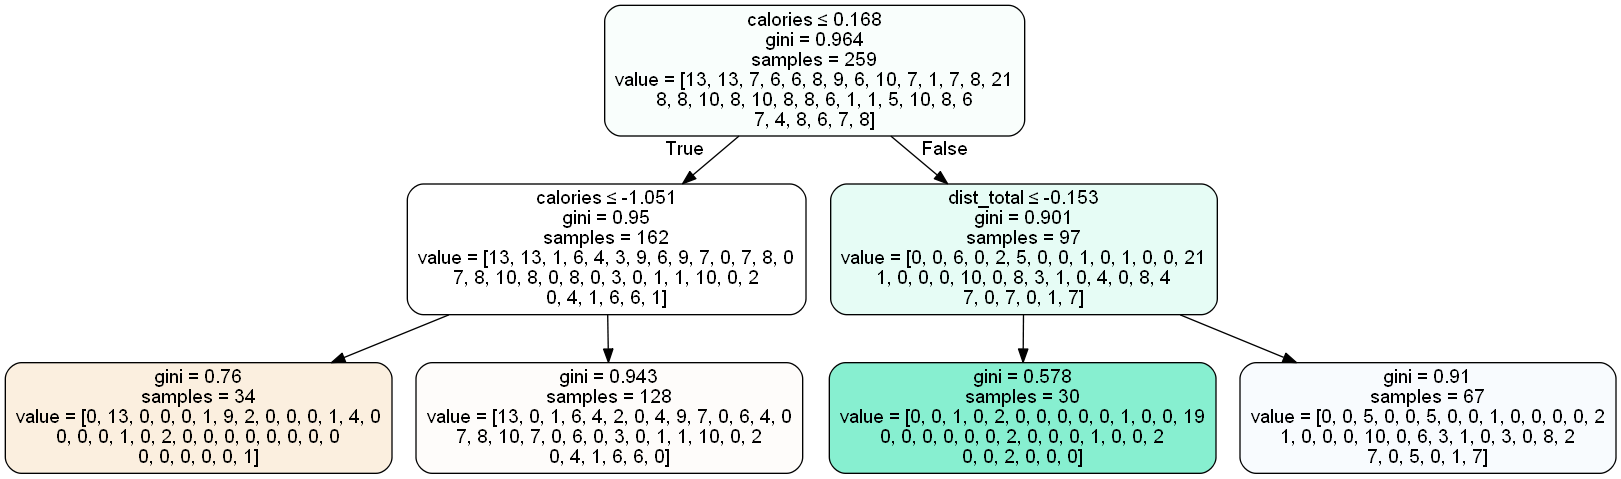 calories ≤ 0.168
gini = 0.964
samples = 259
value = [13, 13, 7, 6, 6, 8, 9, 6, 10, 7, 1, 7, 8, 21
8, 8, 10, 8, 10, 8, 8, 6, 1, 1, 5, 10, 8, 6
7, 4, 8, 6, 7, 8]
True
False
calories ≤ -1.051
gini = 0.95
samples = 162
value = [13, 13, 1, 6, 4, 3, 9, 6, 9, 7, 0, 7, 8, 0
7, 8, 10, 8, 0, 8, 0, 3, 0, 1, 1, 10, 0, 2
0, 4, 1, 6, 6, 1]
dist_total ≤ -0.153
gini = 0.901
samples = 97
value = [0, 0, 6, 0, 2, 5, 0, 0, 1, 0, 1, 0, 0, 21
1, 0, 0, 0, 10, 0, 8, 3, 1, 0, 4, 0, 8, 4
7, 0, 7, 0, 1, 7]
gini = 0.76
samples = 34
value = [0, 13, 0, 0, 0, 1, 9, 2, 0, 0, 0, 1, 4, 0
0, 0, 0, 1, 0, 2, 0, 0, 0, 0, 0, 0, 0, 0
0, 0, 0, 0, 0, 1]
gini = 0.943
samples = 128
value = [13, 0, 1, 6, 4, 2, 0, 4, 9, 7, 0, 6, 4, 0
7, 8, 10, 7, 0, 6, 0, 3, 0, 1, 1, 10, 0, 2
0, 4, 1, 6, 6, 0]
gini = 0.578
samples = 30
value = [0, 0, 1, 0, 2, 0, 0, 0, 0, 0, 1, 0, 0, 19
0, 0, 0, 0, 0, 0, 2, 0, 0, 0, 1, 0, 0, 2
0, 0, 2, 0, 0, 0]
gini = 0.91
samples = 67
value = [0, 0, 5, 0, 0, 5, 0, 0, 1, 0, 0, 0, 0, 2
1, 0, 0, 0, 10, 0, 6, 3, 1, 0, 3, 0, 8, 2
7, 0, 5, 0, 1, 7]